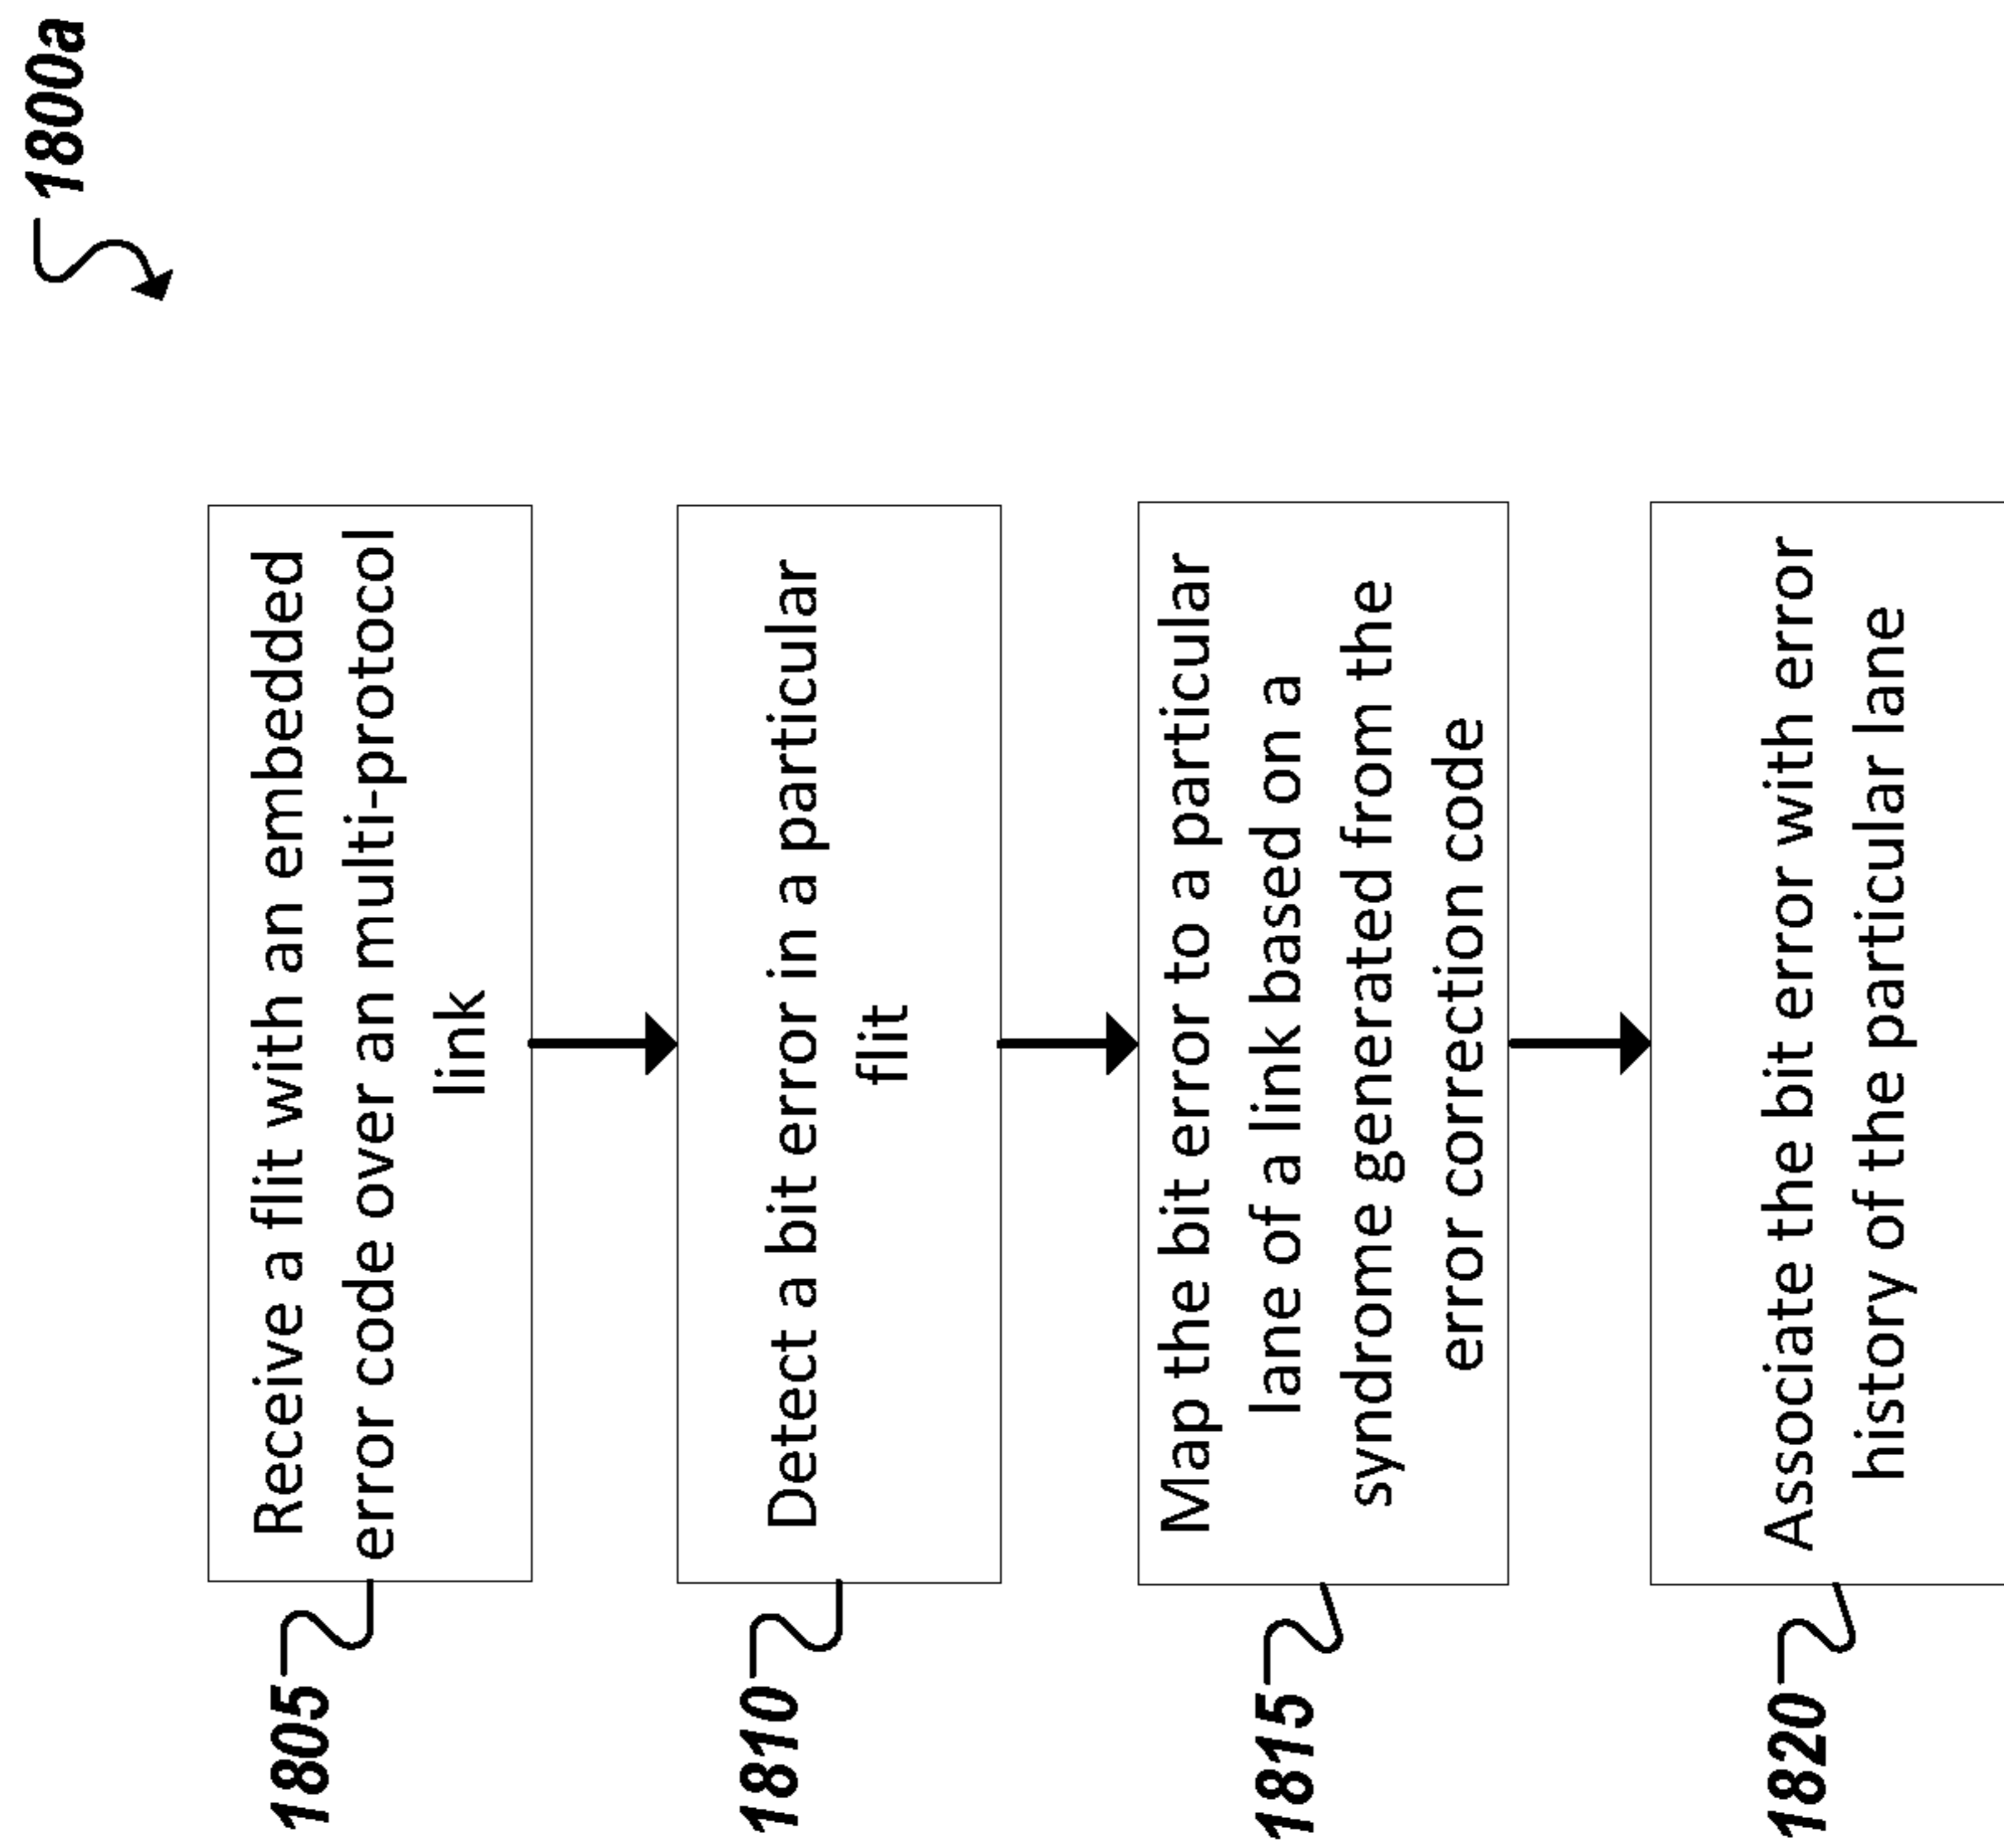 1800a
1805
Receive a flit with an embedded
error code over an multi-protocol
link
1810
Detect a bit error in a particular
flit
1815
Map the bit error to a particular
lane of a link based on a
syndrome generated from the
error correction code
1820
Associate the bit error with error
history of the particular lane